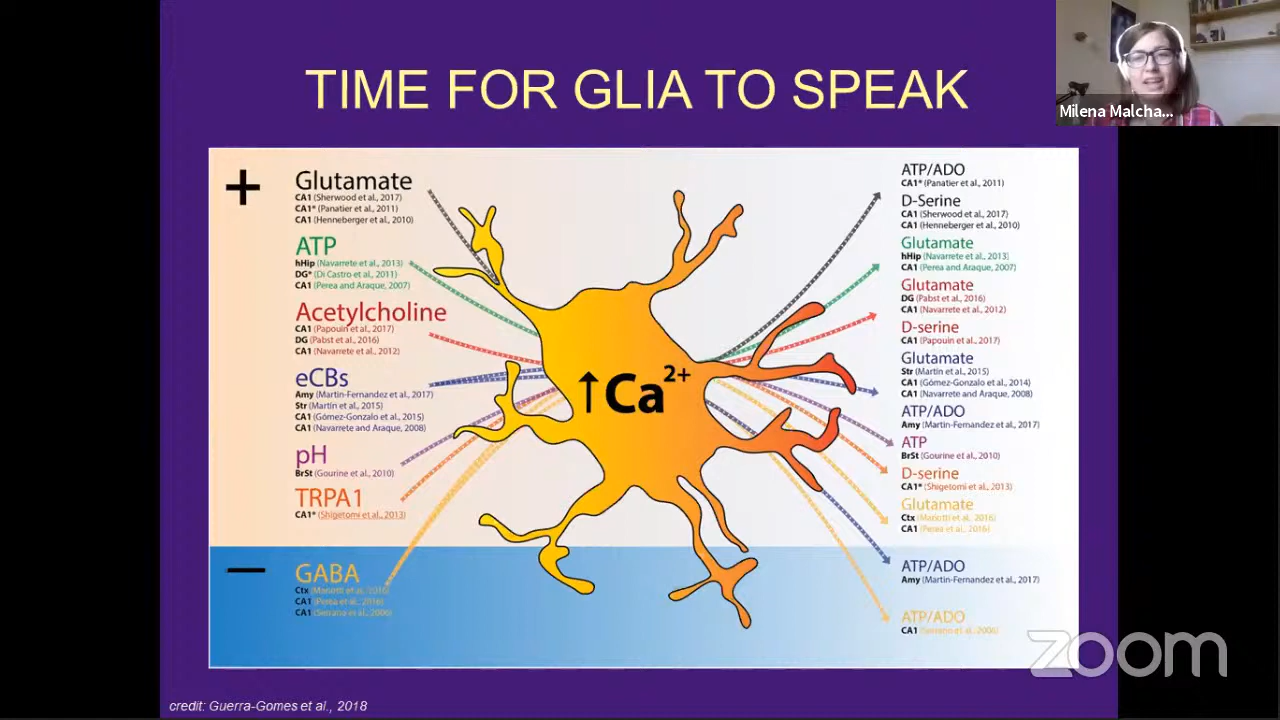 TIME FOR GLIA TO SPEAK
Milena Malcha...
+
Glutamate
CA1 (Sherwood et al., 2017)
CA1* (Panatier et al., 2011)
CA1 (Henneberger et al., 2010)
ATP
hHip (Navarrete et al., 2013)
DG* (Di Castro et al., 2011)
CA1 (Perea and Araque, 2007)
Acetylcholine
CA1 (Papouin et al., 2017)
DG (Pabst et al., 2016)
CA1 (Navarrete et al., 2012)
eCBs
Amy (Martin-Fernandez et al., 2017)
Str (Martín et al., 2015)
CA1 (Gómez-Gonzalo et al., 2015)
CA1 (Navarrete and Araque, 2008)
pH
BrSt (Gourine et al., 2010)
TRPA1
CA1* (Shigetomi et al., 2013)
−
GABA
Ctx (Mariotti et al., 2016)
CA1 (Perea et al., 2016)
CA1 (Serrano et al., 2006)
↑Ca2+
ATP/ADO
CA1* (Panatier et al., 2011)
D-Serine
CA1 (Sherwood et al., 2017)
CA1 (Henneberger et al., 2010)
Glutamate
hHip (Navarrete et al., 2013)
CA1 (Perea and Araque, 2007)
Glutamate
DG (Pabst et al., 2016)
CA1 (Navarrete et al., 2012)
D-serine
CA1 (Papouin et al., 2017)
Glutamate
Str (Martín et al., 2015)
CA1 (Gómez-Gonzalo et al., 2014)
CA1 (Navarrete and Araque, 2008)
ATP/ADO
Amy (Martin-Fernandez et al., 2017)
ATP
BrSt (Gourine et al., 2010)
D-serine
CA1* (Shigetomi et al., 2013)
Glutamate
Ctx (Mariotti et al., 2016)
CA1 (Perea et al., 2016)
ATP/ADO
Amy (Martin-Fernandez et al., 2017)
ATP/ADO
CA1 (Serrano et al., 2006)
zoom
credit: Guerra-Gomes et al., 2018